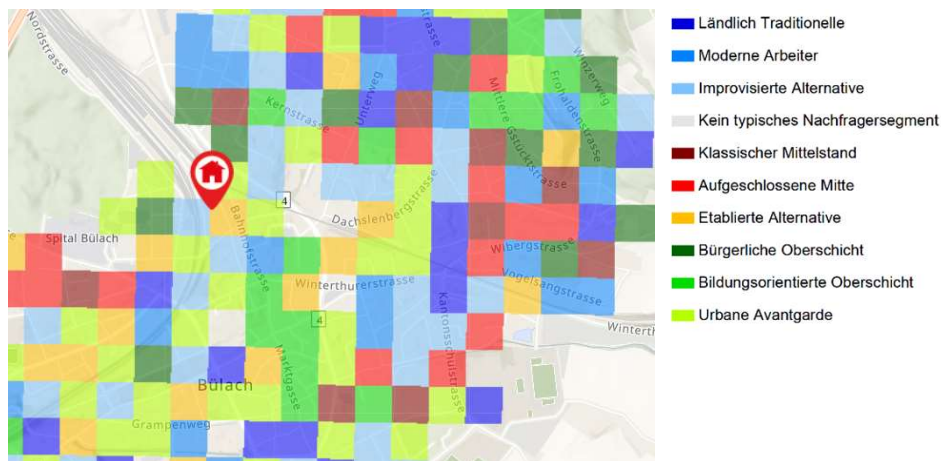 Nordstrasse
Unterweg
Winzerweg
Kernstrasse
Mittlere Gstücktstrasse
Frohaldenstrasse
4
Dachslenbergstrasse
Spital Bülach
Bahnhofstrasse
Wibergstrasse
Winterthurerstrasse
Vogelsangstrasse
4
Kantonsschulstrasse
Winterth
Marktgasse
Bülach
Grampenweg
Ländlich Traditionelle
Moderne Arbeiter
Improvisierte Alternative
Kein typisches Nachfragersegment
Klassischer Mittelstand
Aufgeschlossene Mitte
Etablierte Alternative
Bürgerliche Oberschicht
Bildungsorientierte Oberschicht
Urbane Avantgarde